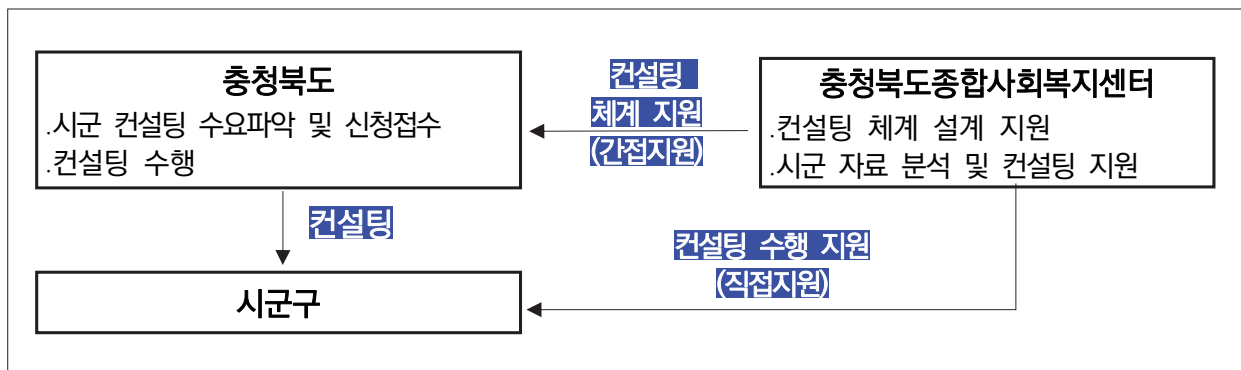 충청북도
.시군 컨설팅 수요파악 및 신청접수
.컨설팅 수행
컨설팅
체계 지원
(간접지원)
충청북도종합사회복지센터
.컨설팅 체계 설계 지원
.시군 자료 분석 및 컨설팅 지원
컨설팅
컨설팅 수행 지원
(직접지원)
시군구